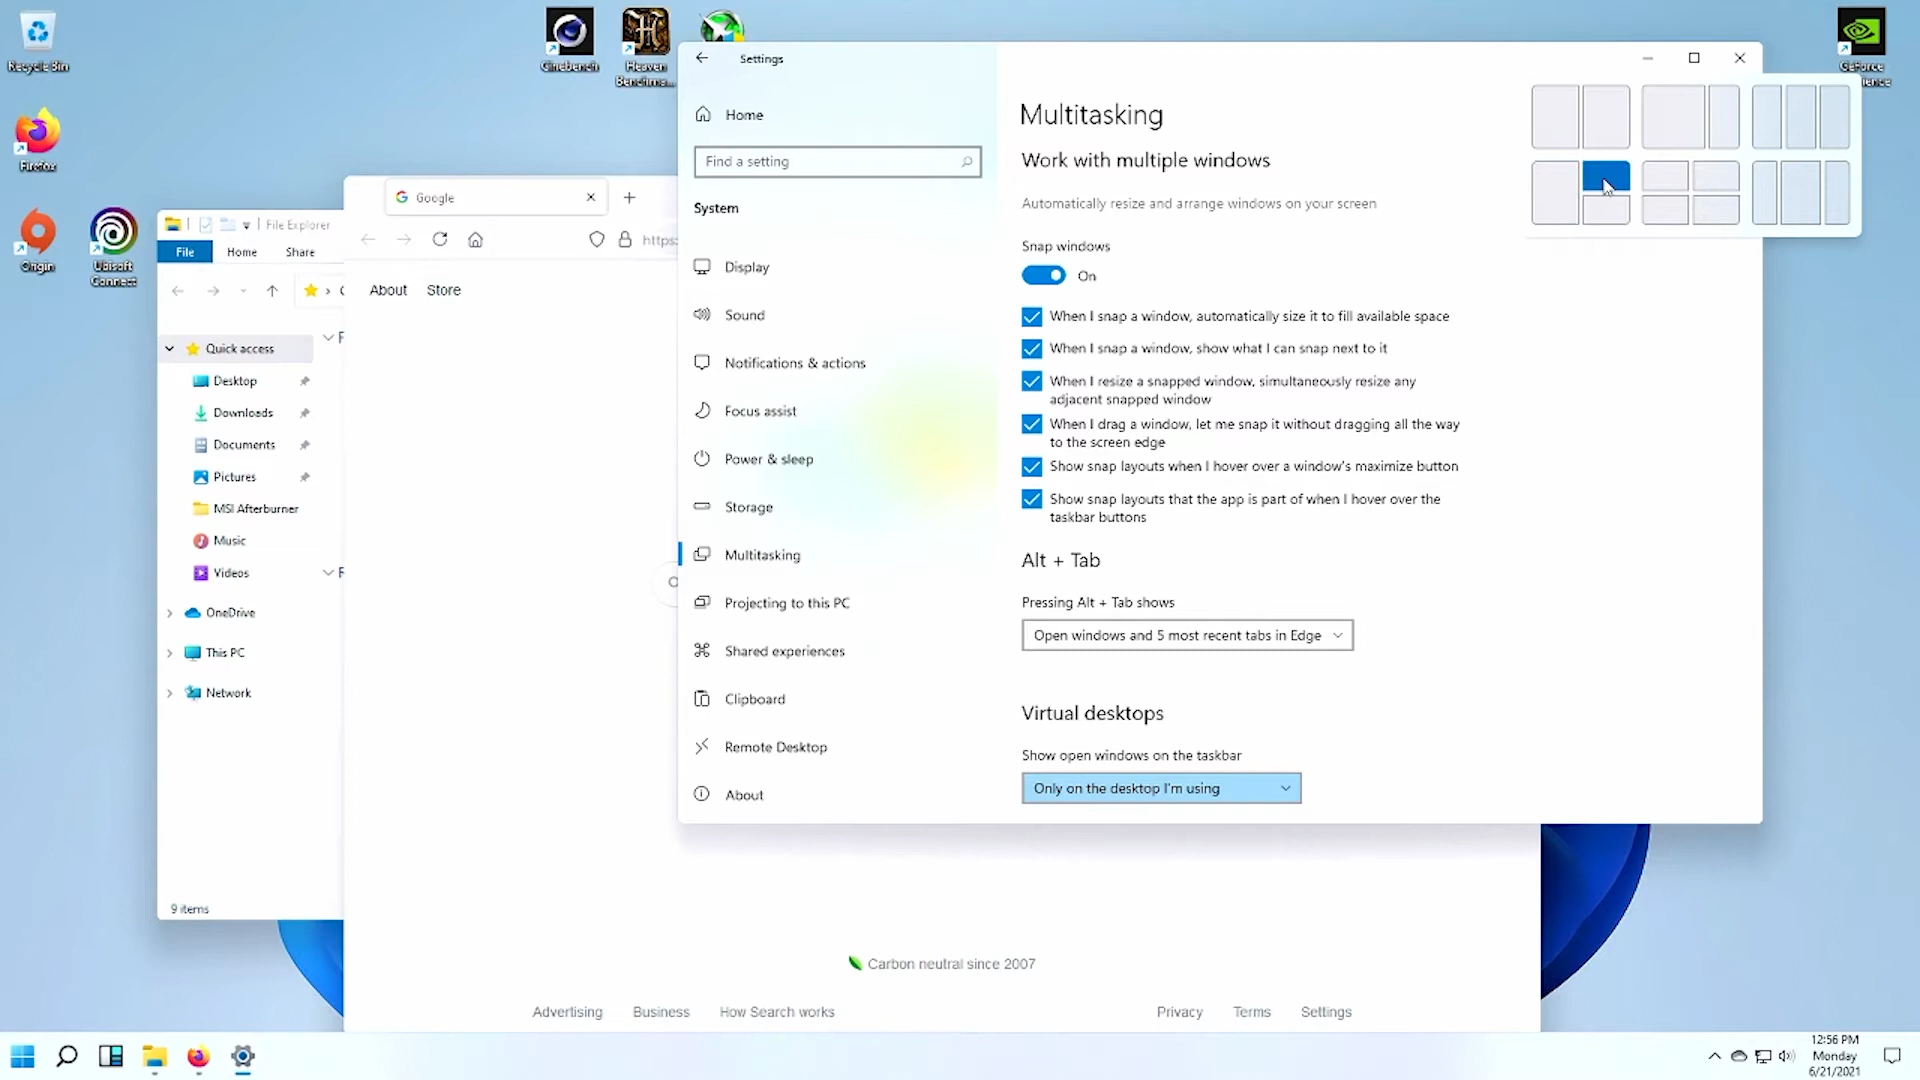 Recycle Bin
Cinebench
Heaven
Benchma...
GeForce
ience
Firefox
Origin
Ubisoft
Connect
File Explorer
File
Home
Share
Quick access
Desktop
Downloads
Documents
Pictures
MSI Afterburner
Music
Videos
OneDrive
This PC
Network
9 items
Google
https:
About
Store
Carbon neutral since 2007
Advertising
Business
How Search works
Privacy
Terms
Settings
Settings
Home
Find a setting
System
Display
Sound
Notifications & actions
Focus assist
Power & sleep
Storage
Multitasking
Projecting to this PC
Shared experiences
Clipboard
Remote Desktop
About
Multitasking
Work with multiple windows
Automatically resize and arrange windows on your screen
Snap windows
On
When I snap a window, automatically size it to fill available space
When I snap a window, show what I can snap next to it
When I resize a snapped window, simultaneously resize any
adjacent snapped window
When I drag a window, let me snap it without dragging all the way
to the screen edge
Show snap layouts when I hover over a window's maximize button
Show snap layouts that the app is part of when I hover over the
taskbar buttons
Alt + Tab
Pressing Alt + Tab shows
Open windows and 5 most recent tabs in Edge
Virtual desktops
Show open windows on the taskbar
Only on the desktop I'm using
12:56 PM
Monday
6/21/2021